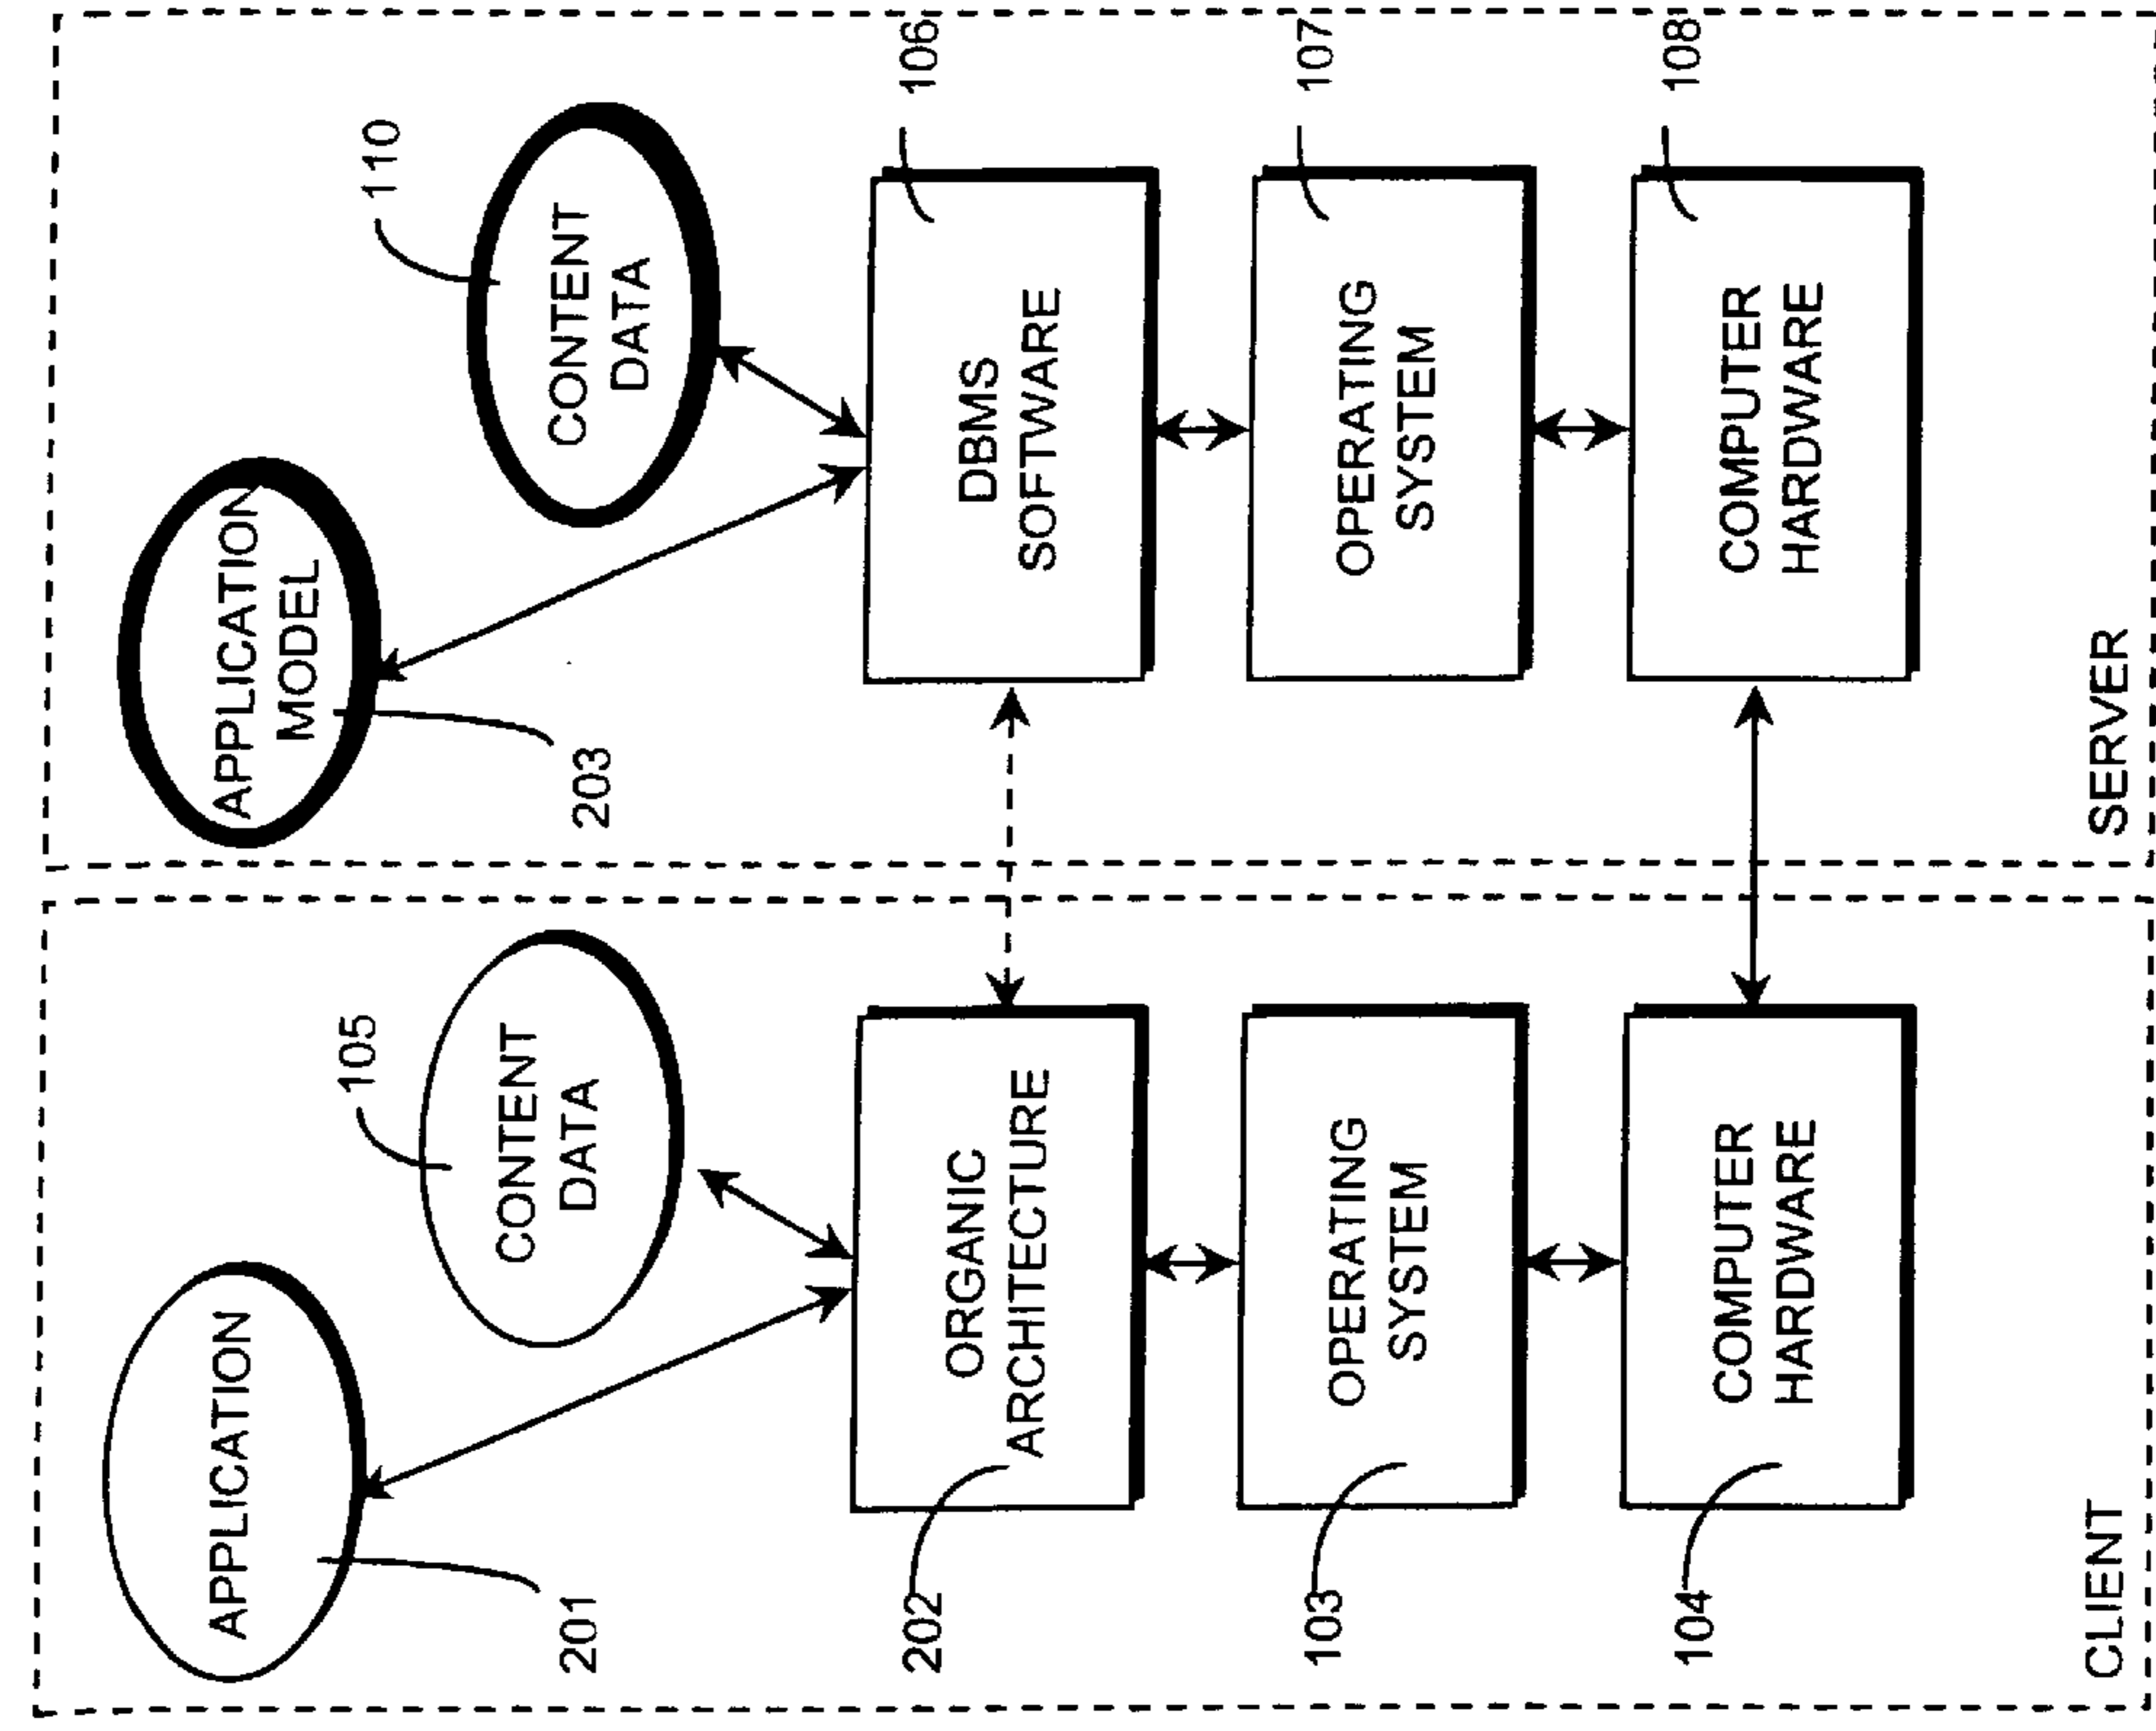 APPLICATION
201
CONTENT
DATA
105
ORGANIC
ARCHITECTURE
202
OPERATING
SYSTEM
103
COMPUTER
HARDWARE
104
CLIENT
APPLICATION
MODEL
203
CONTENT
DATA
110
DBMS
SOFTWARE
106
OPERATING
SYSTEM
107
COMPUTER
HARDWARE
108
SERVER